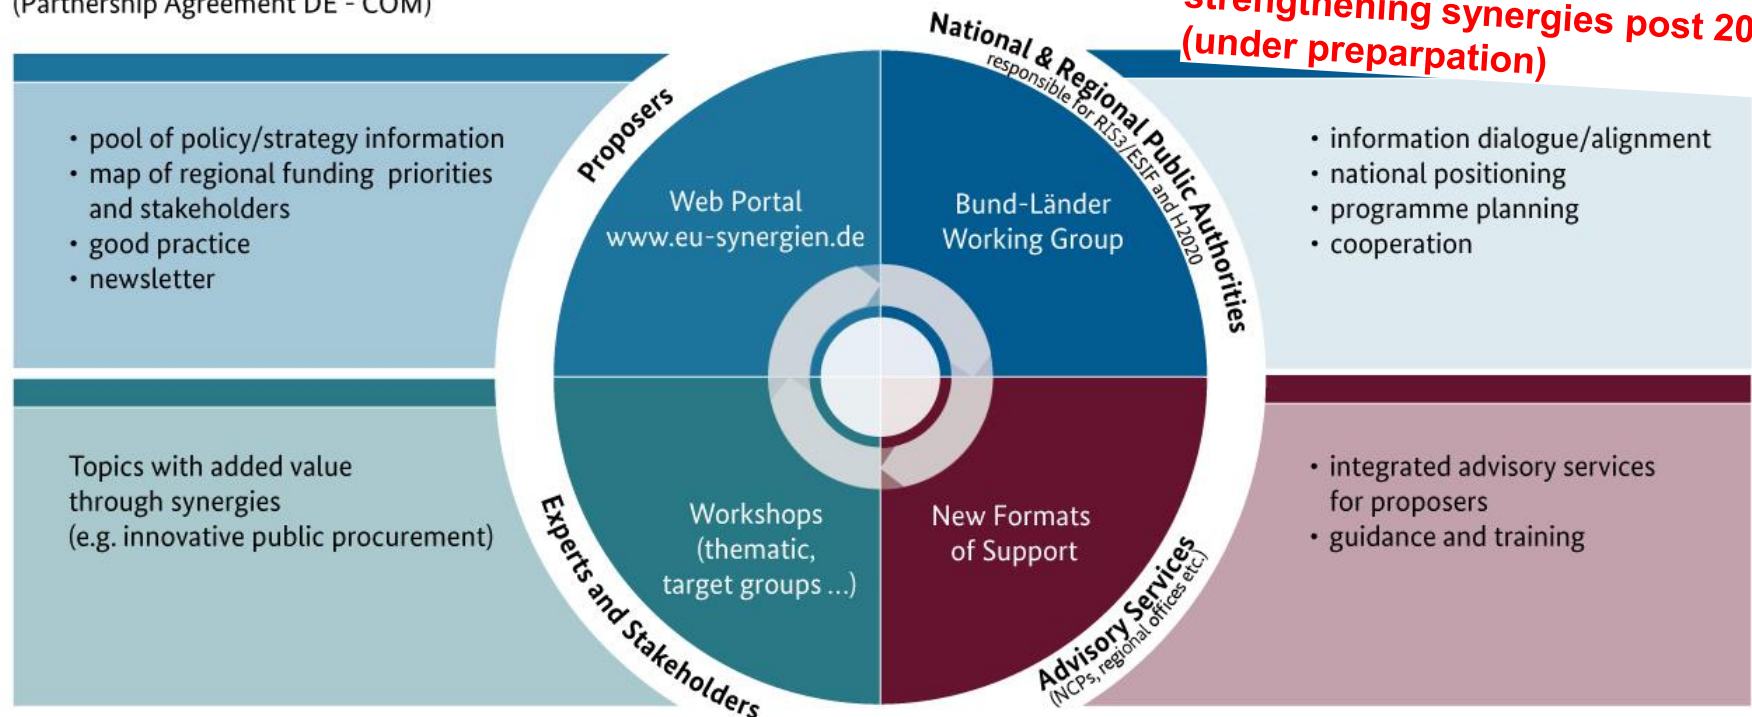 (Partnership Agreement DE - COM)
strengthening synergies post 20
(under preparpation)
• pool of policy/strategy information
• map of regional funding priorities
and stakeholders
• good practice
• newsletter
Proposers
Web Portal
www.eu-synergien.de
National & Regional Public Authorities
responsible for RIS3/ESIF and H2020
Bund-Länder
Working Group
• information dialogue/alignment
• national positioning
• programme planning
• cooperation
Topics with added value
through synergies
(e.g. innovative public procurement)
Experts and Stakeholders
Workshops
(thematic,
target groups ...)
New Formats
of Support
Advisory Services
(NCPs, regional offices etc.)
• integrated advisory services
for proposers
• guidance and training